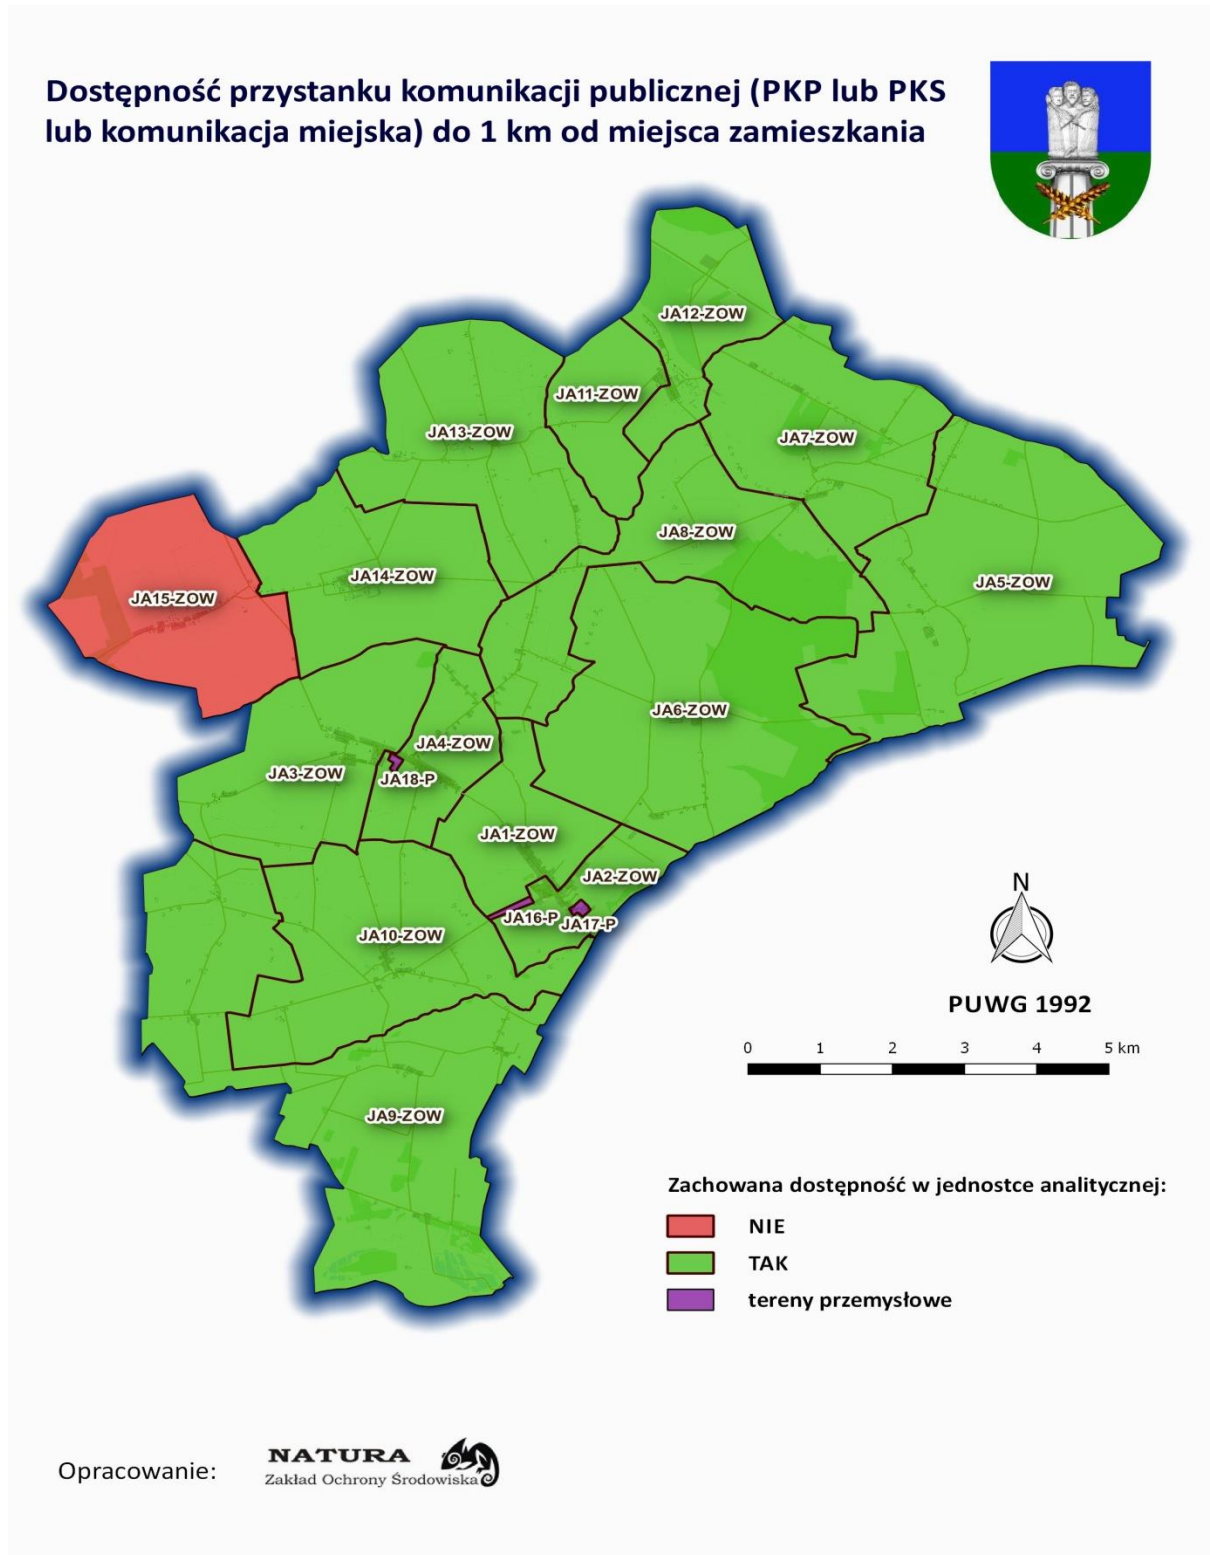 Dostępność przystanku komunikacji publicznej (PKP lub PKS
lub komunikacja miejska) do 1 km od miejsca zamieszkania
JA12-ZOW
JA11-ZOW
JA13-ZOW
JA7-ZOW
JA8-ZOW
JA14-ZOW
JA5-ZOW
JA15-ZOW
JA6-ZOW
JA4-ZOW
JA3-ZOW
JA18-P
JA1-ZOW
JA2-ZOW
JA16-P
JA17-P
JA10-ZOW
JA9-ZOW
N
PUWG 1992
0 1 2 3 4 5 km
Zachowana dostępność w jednostce analitycznej:
NIE
TAK
tereny przemysłowe
Opracowanie:
NATURA
Zakład Ochrony Środowiska